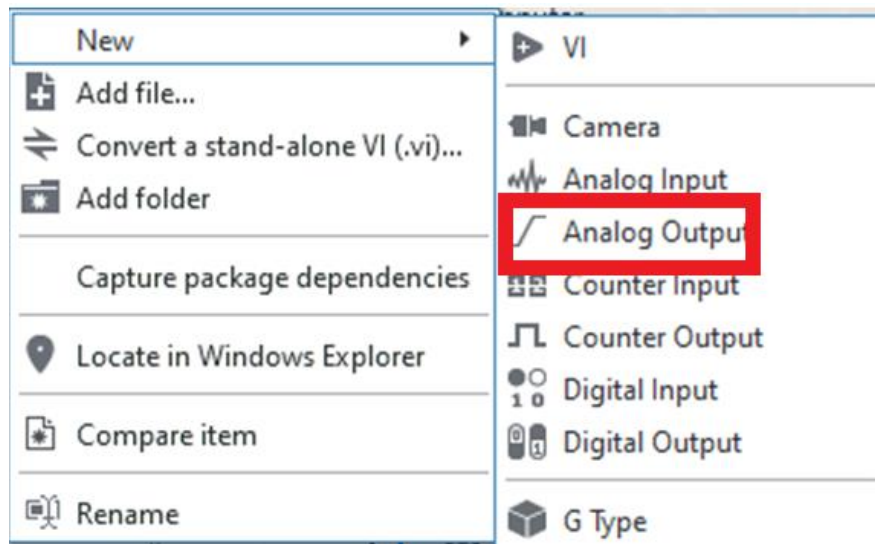 New
Add file...
Convert a stand-alone VI (.vi)...
Add folder
Capture package dependencies
Locate in Windows Explorer
Compare item
Rename
VI
Camera
Analog Input
Analog Output
Counter Input
Counter Output
Digital Input
Digital Output
G Type